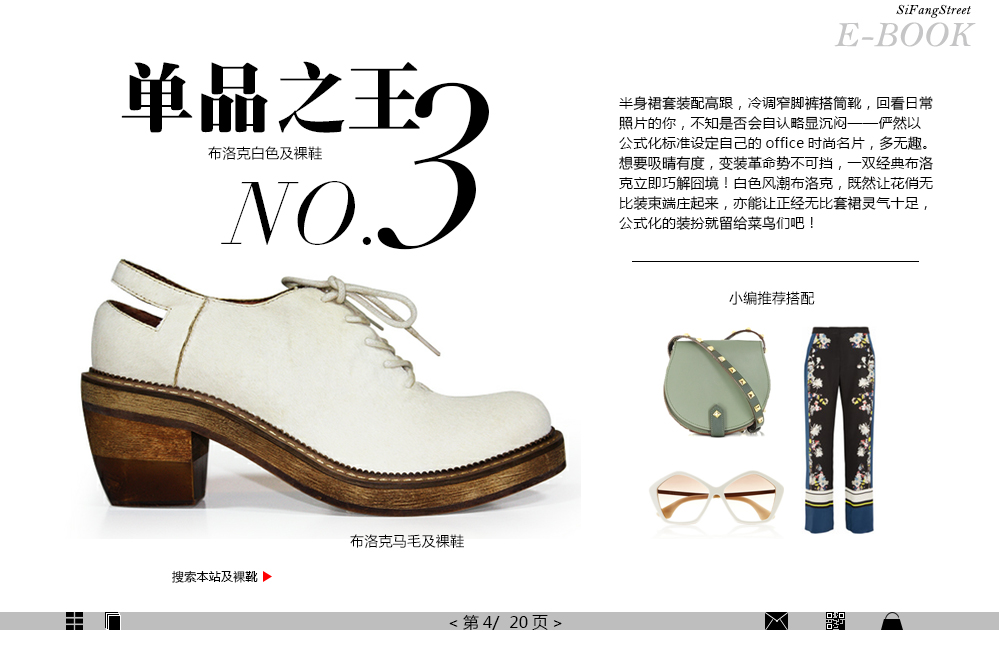 SiFangStreet
E-BOOK
单品之王
布洛克白色及裸鞋
NO.3
半身裙套装配高跟，冷调窄脚裤搭筒靴，回看日常
照片的你，不知是否会自认略显沉闷——俨然以
公式化标准设定自己的 office 时尚名片，多无趣。
想要吸睛有度，变装革命势不可挡，一双经典布洛
克立即巧解囧境！白色风潮布洛克，既然让花俏无
比装束端庄起来，亦能让正经无比套裙灵气十足，
公式化的装扮就留给菜鸟们吧！
小编推荐搭配
布洛克马毛及裸鞋
搜索本站及裸靴
< 第 4/ 20 页 >